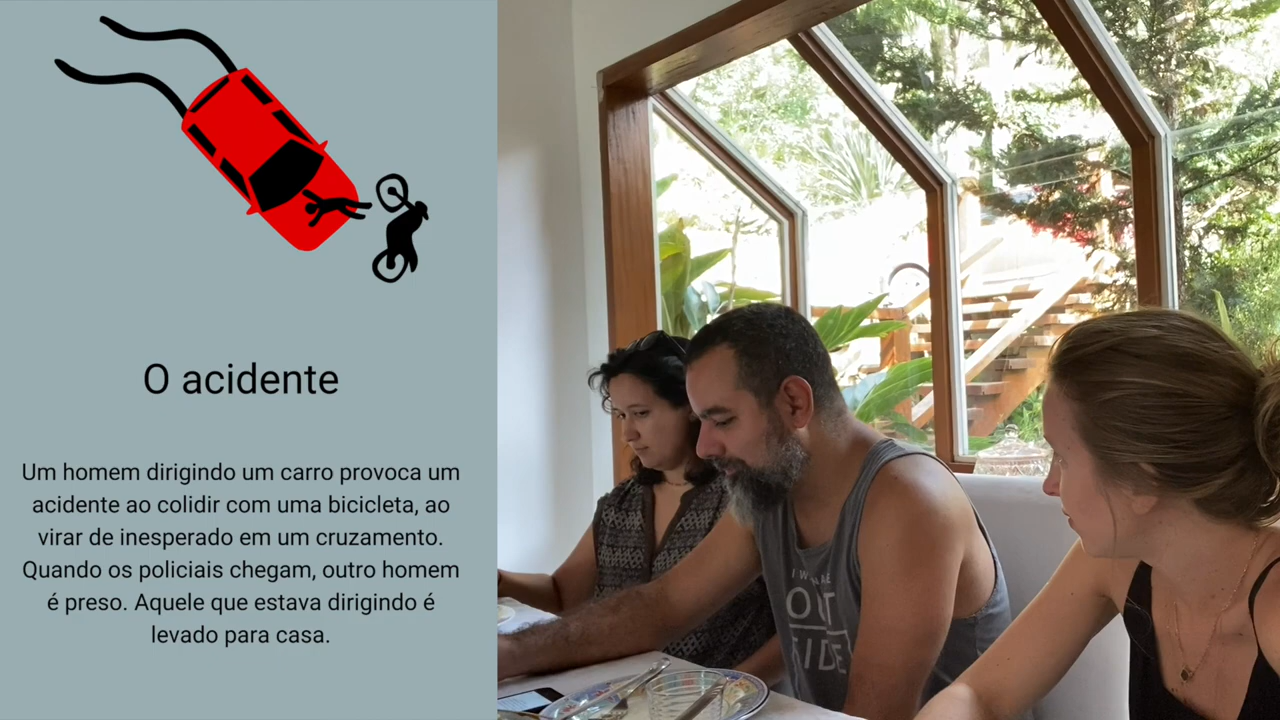 O acidente
Um homem dirigindo um carro provoca um
acidente ao colidir com uma bicicleta, ao
virar de inesperado em um cruzamento.
Quando os policiais chegam, outro homem
é preso. Aquele que estava dirigindo é
levado para casa.